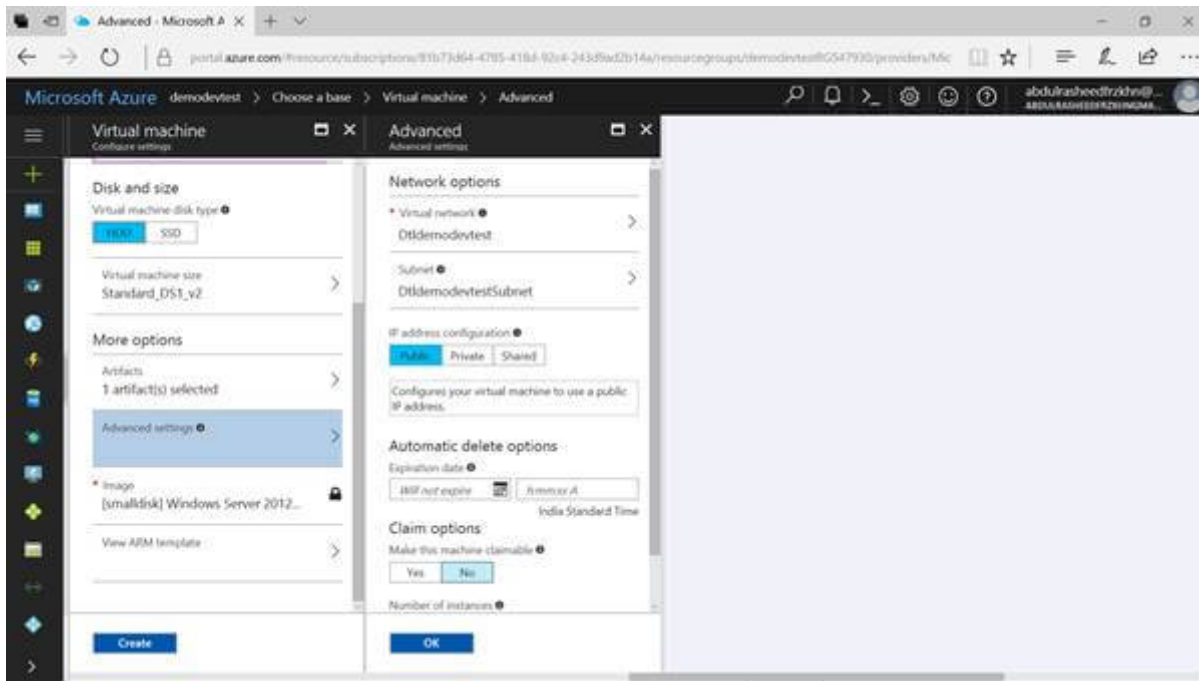 Advanced - Microsoft A
portal.azure.com
Microsoft Azure demodevtest > Choose a base > Virtual machine > Advanced
abdulrasheedfrzkhn@...
Virtual machine
Configure settings
Disk and size
Virtual machine disk type
HDD SSD
Virtual machine size
Standard_DS1_v2
More options
Artifacts
1 artifact(s) selected
Advanced settings
* Image
[smalldisk] Windows Server 2012...
View ARM template
Create
Advanced
Advanced settings
Network options
* Virtual network
Dtldemodevtest
Subnet
DtldemodevtestSubnet
IP address configuration
Public Private Shared
Configures your virtual machine to use a public
IP address.
Automatic delete options
Expiration date
Will not expire
India Standard Time
Claim options
Make this machine claimable
Yes No
Number of instances
OK